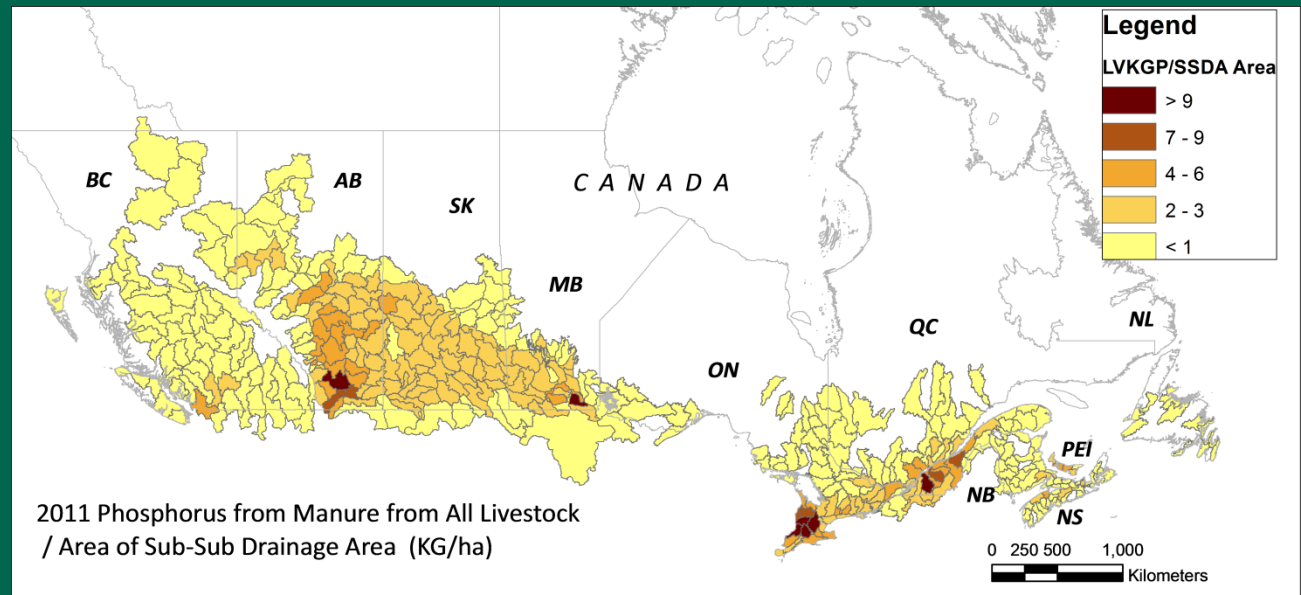 Legend
LVKGP/SSDA Area
> 9
7 - 9
4 - 6
2 - 3
< 1
BC
AB
SK
C A N A D A
MB
ON
QC
NL
PEI
NB
NS
2011 Phosphorus from Manure from All Livestock
/ Area of Sub-Sub Drainage Area (KG/ha)
0 250 500 1,000
Kilometers